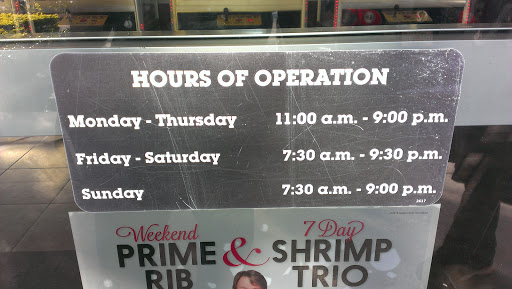 HOURS OF OPERATION
Monday - Thursday 11:00 a.m. - 9:00 p.m.
Friday - Saturday 7:30 a.m. - 9:30 p.m.
Sunday 7:30 a.m. - 9:00 p.m.
Weekend 7 Day
PRIME & SHRIMP
RIB TRIO